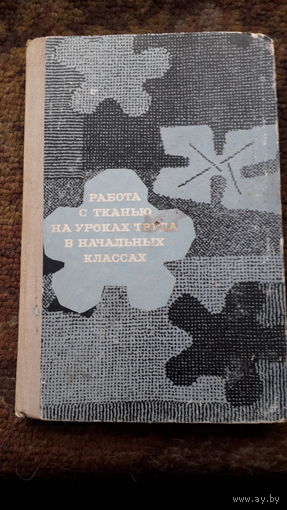 РАБОТА
С ТКАНЬЮ
НА УРОКАХ ТРУДА
В НАЧАЛЬНЫХ
КЛАССАХ
www.ay.by